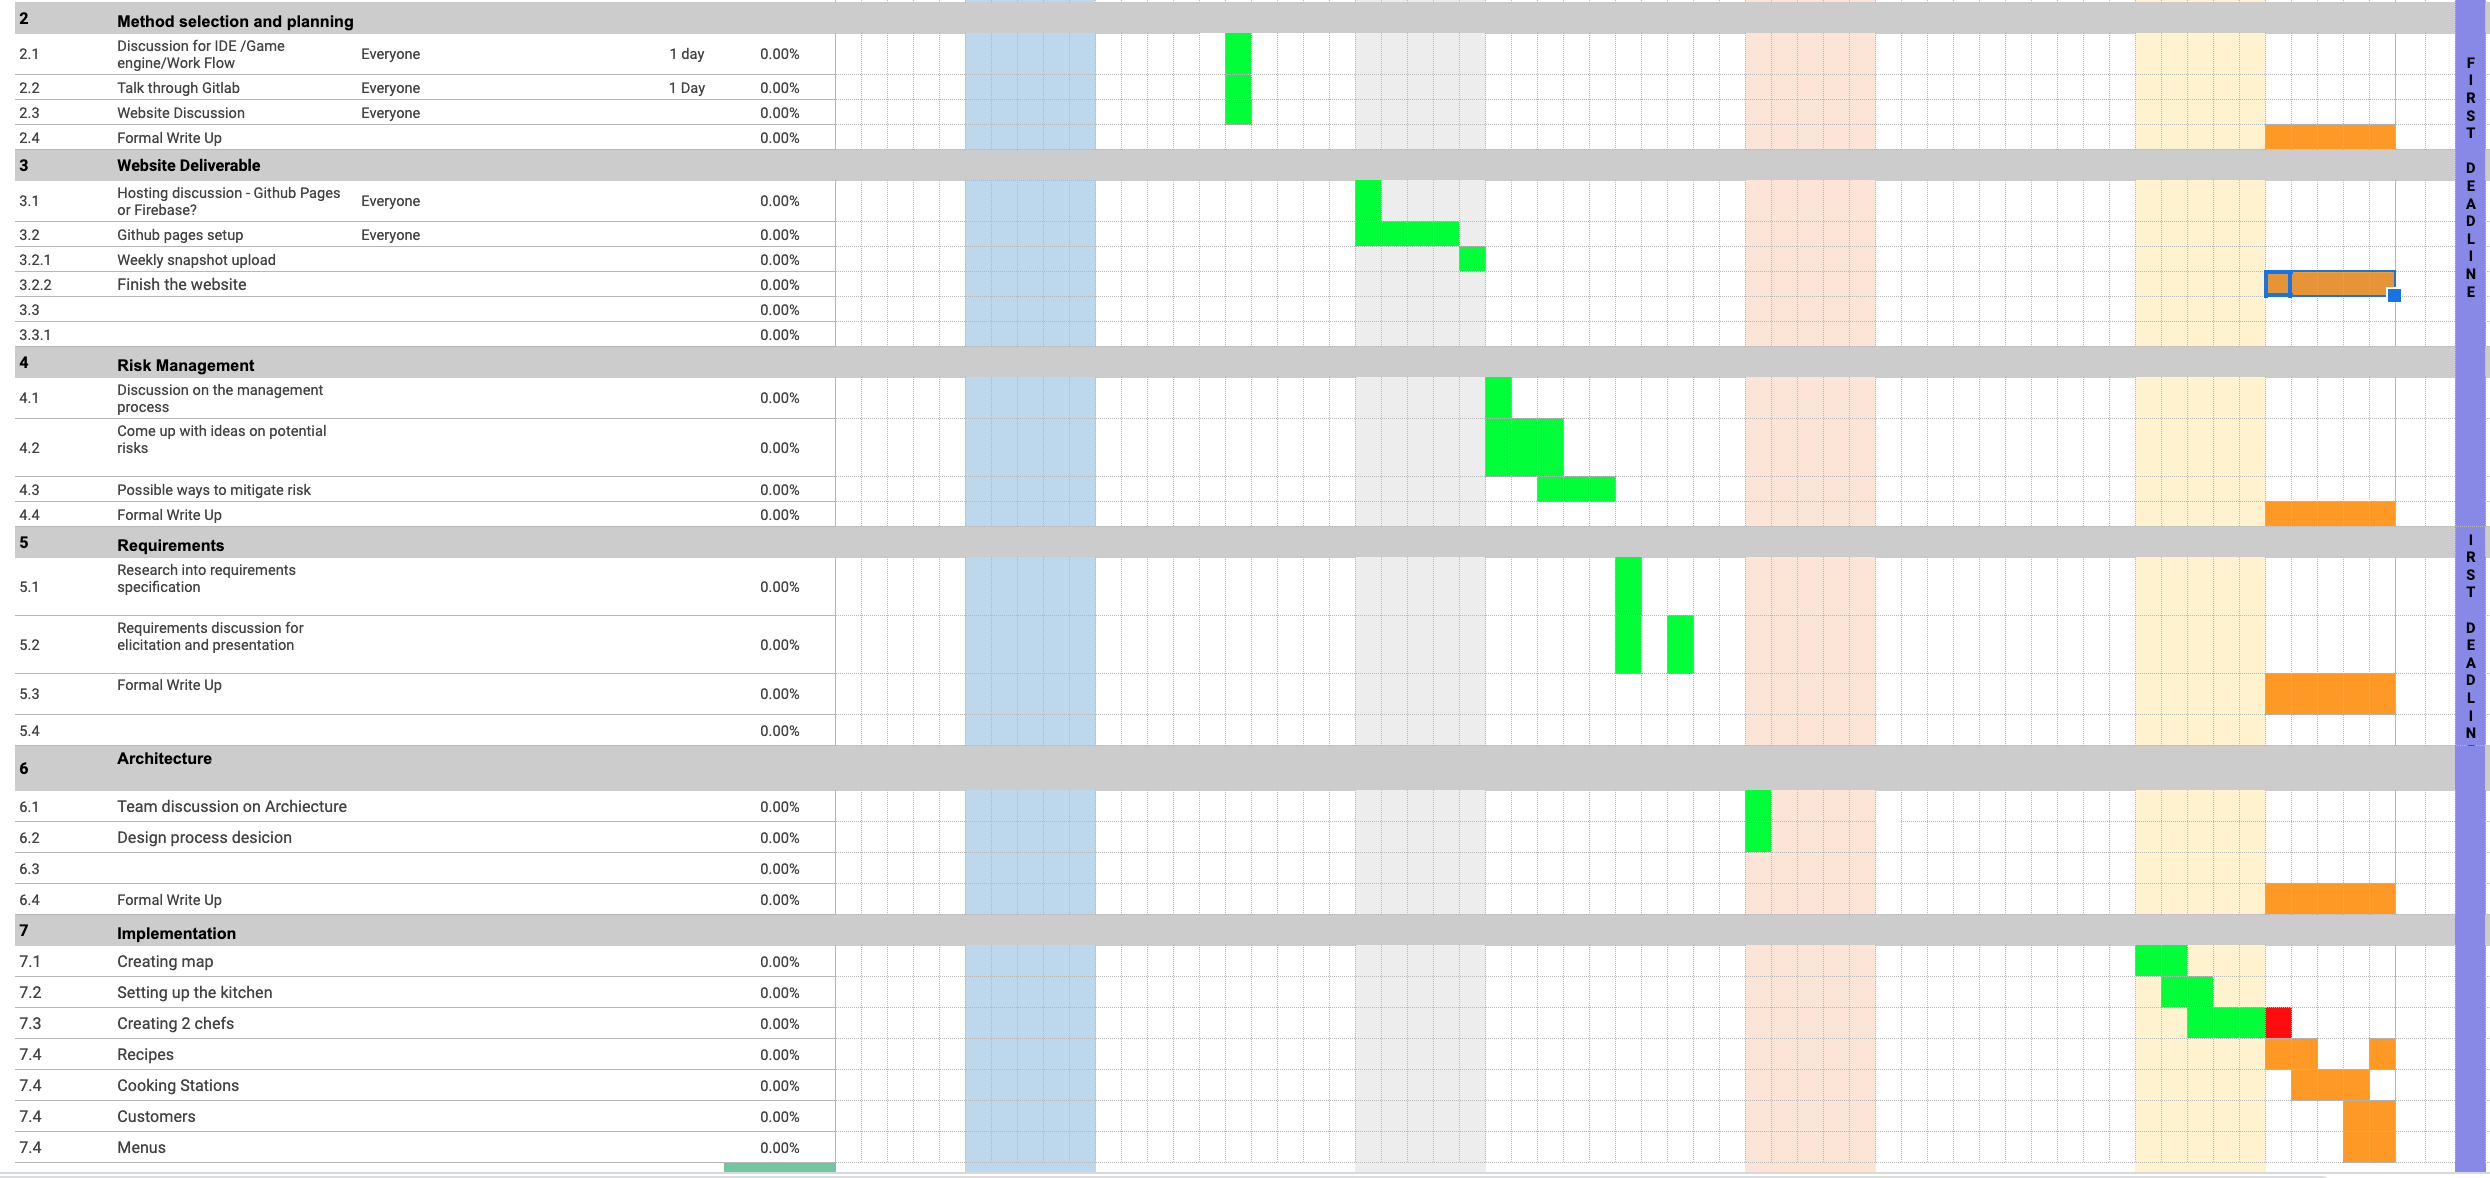 2 Method selection and planning
2.1 Discussion for IDE /Game
engine/Work Flow Everyone 1 day 0.00%
2.2 Talk through Gitlab Everyone 1 Day 0.00%
2.3 Website Discussion Everyone 0.00%
2.4 Formal Write Up 0.00%
3 Website Deliverable
3.1 Hosting discussion - Github Pages
or Firebase? Everyone 0.00%
3.2 Github pages setup Everyone 0.00%
3.2.1 Weekly snapshot upload 0.00%
3.2.2 Finish the website 0.00%
3.3 0.00%
3.3.1 0.00%
4 Risk Management
4.1 Discussion on the management
process 0.00%
4.2 Come up with ideas on potential
risks 0.00%
4.3 Possible ways to mitigate risk 0.00%
4.4 Formal Write Up 0.00%
5 Requirements
5.1 Research into requirements
specification 0.00%
5.2 Requirements discussion for
elicitation and presentation 0.00%
5.3 Formal Write Up 0.00%
5.4 0.00%
6 Architecture
6.1 Team discussion on Archiecture 0.00%
6.2 Design process desicion 0.00%
6.3 0.00%
6.4 Formal Write Up 0.00%
7 Implementation
7.1 Creating map 0.00%
7.2 Setting up the kitchen 0.00%
7.3 Creating 2 chefs 0.00%
7.4 Recipes 0.00%
7.4 Cooking Stations 0.00%
7.4 Customers 0.00%
7.4 Menus 0.00%
FIRST DEADLINE
IRST DEADLIN